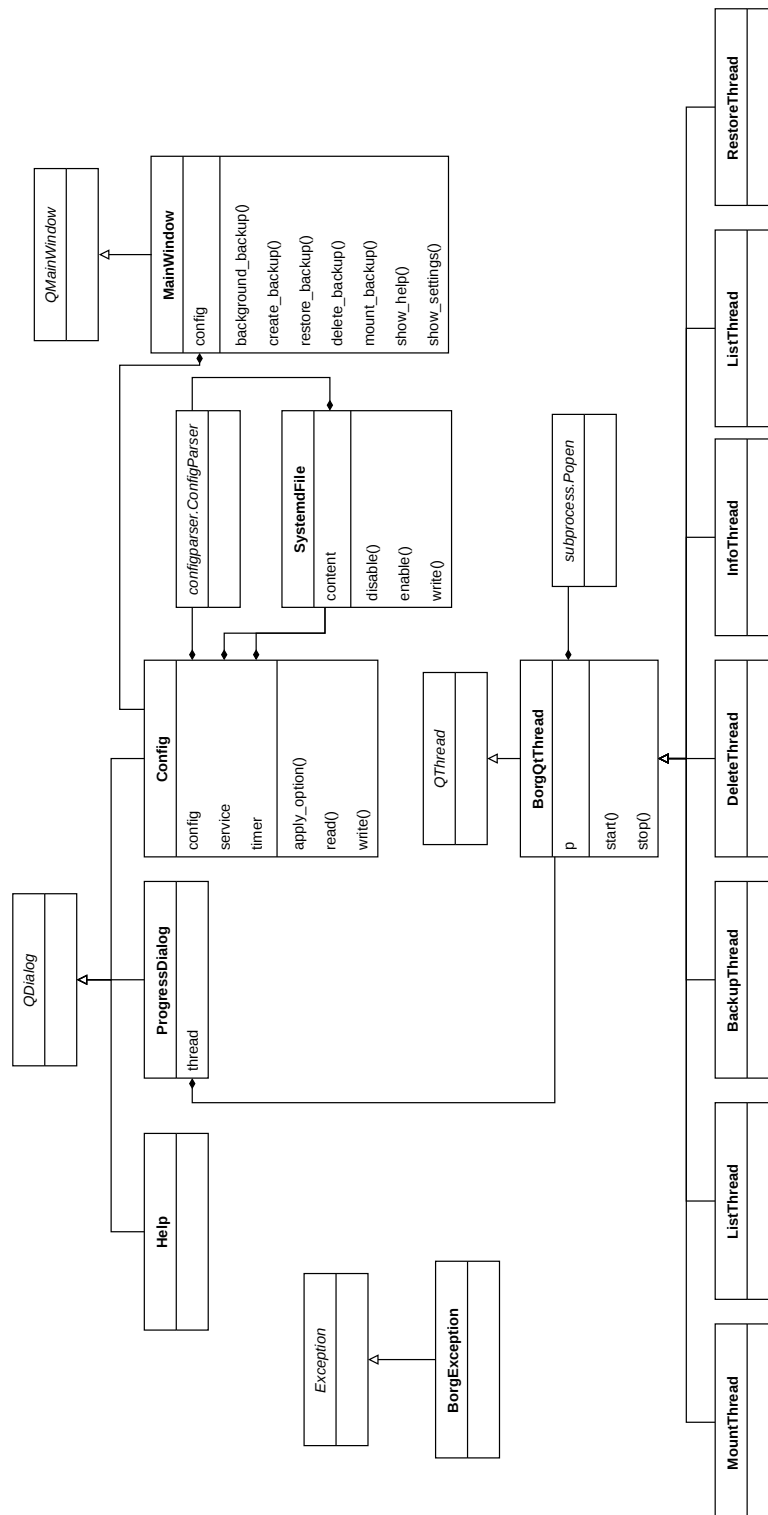 Exception
BorgException
Help
QDialog
ProgressDialog
thread
Config
config
service
timer
apply_option()
read()
write()
configparser.ConfigParser
SystemdFile
content
disable()
enable()
write()
QMainWindow
MainWindow
config
background_backup()
create_backup()
restore_backup()
delete_backup()
mount_backup()
show_help()
show_settings()
QThread
BorgQtThread
p
start()
stop()
subprocess.Popen
MountThread
ListThread
BackupThread
DeleteThread
InfoThread
ListThread
RestoreThread